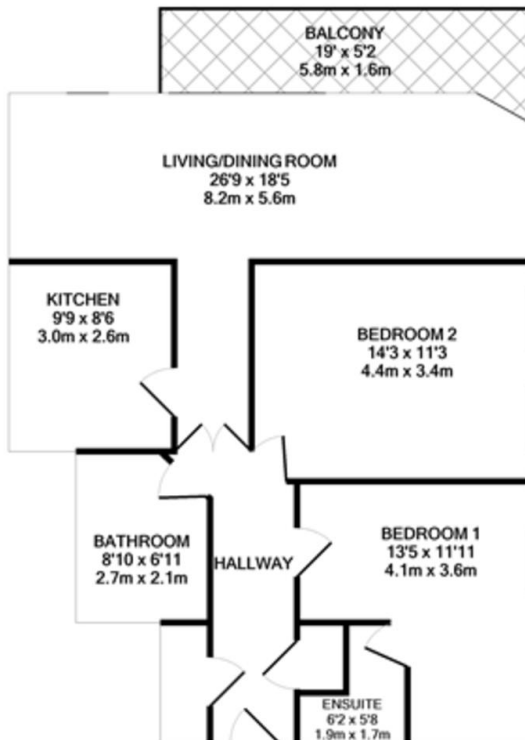 BALCONY
19' x 5'2
5.8m x 1.6m
LIVING/DINING ROOM
26'9 x 18'5
8.2m x 5.6m
KITCHEN
9'9 x 8'6
3.0m x 2.6m
BEDROOM 2
14'3 x 11'3
4.4m x 3.4m
BATHROOM
8'10 x 6'11
2.7m x 2.1m
HALLWAY
BEDROOM 1
13'5 x 11'11
4.1m x 3.6m
ENSUITE
6'2 x 5'8
1.9m x 1.7m